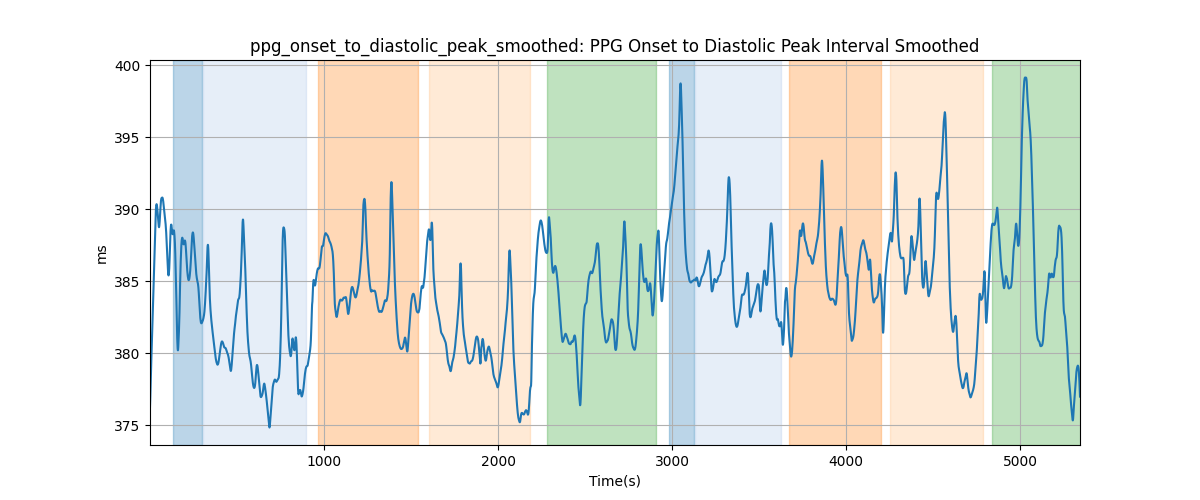 ppg_onset_to_diastolic_peak_smoothed: PPG Onset to Diastolic Peak Interval Smoothed
400
395
390
385
380
375
ms
1000 2000 3000 4000 5000
Time(s)